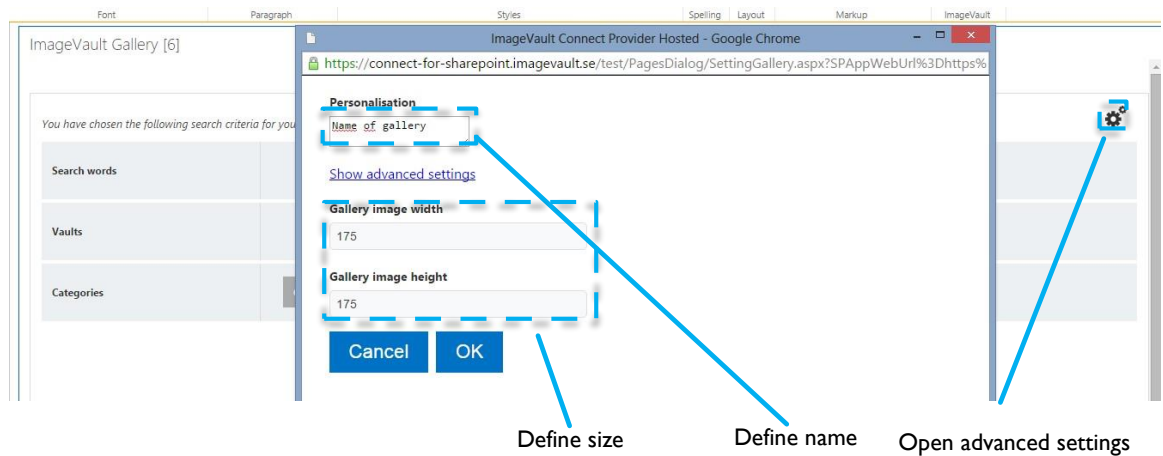 Font Paragraph Styles Spelling Layout Markup ImageVault
ImageVault Gallery [6]
ImageVault Connect Provider Hosted - Google Chrome
https://connect-for-sharepoint.imagevault.se/test/PagesDialog/SettingGallery.aspx?SPAppWebUrl%3Dhttps%
Personalisation
Name of gallery
You have chosen the following search criteria for you
Show advanced settings
Search words
Gallery image width
175
Vaults
Gallery image height
175
Categories
Cancel OK
Define size Define name Open advanced settings